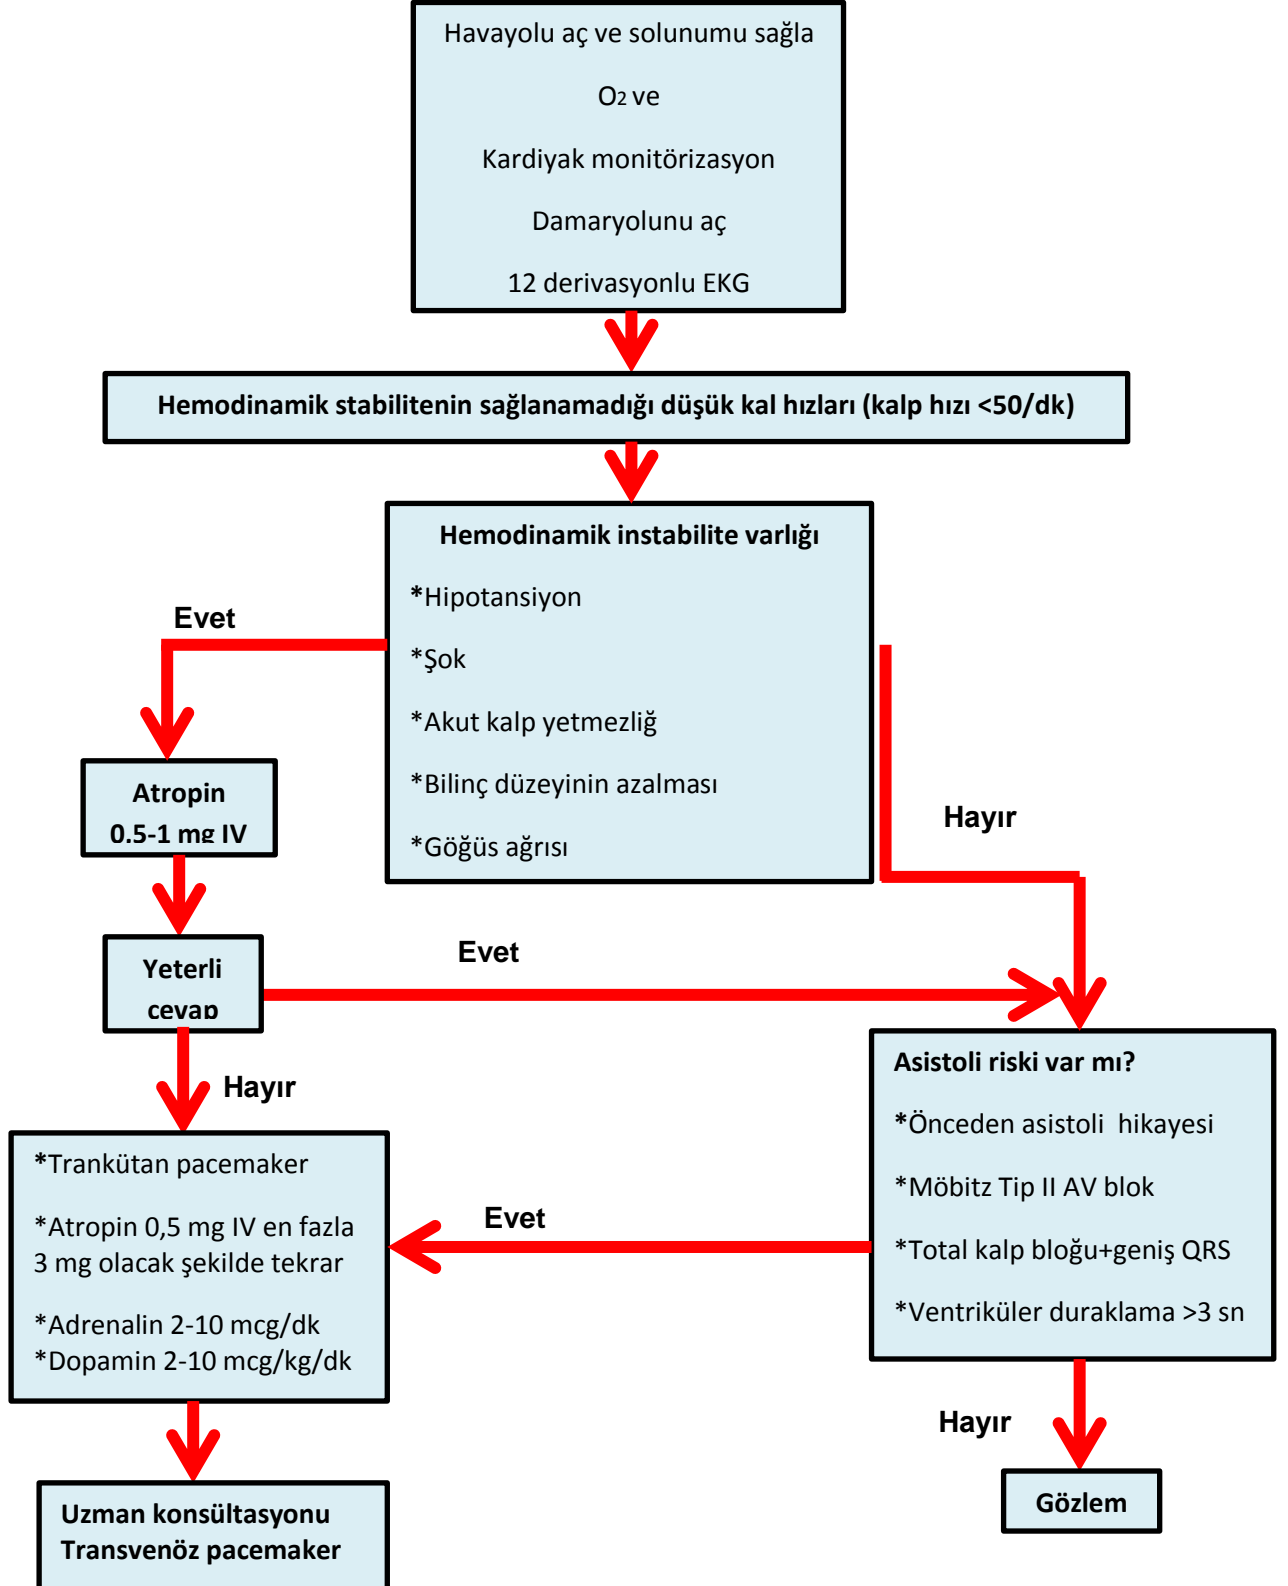 Havayolu aç ve solunumu sağla
O2 ve
Kardiyak monitörizasyon
Damaryolunu aç
12 derivasyonlu EKG
Hemodinamik stabilitenin sağlanamadığı düşük kal hızları (kalp hızı <50/dk)
Hemodinamik instabilite varlığı
*Hipotansiyon
*Şok
*Akut kalp yetmezliğ
*Bilinç düzeyinin azalması
*Göğüs ağrısı
Evet
Hayır
Atropin
0.5-1 mg IV
Yeterli
cevap
Evet
Hayır
Asistoli riski var mı?
*Önceden asistoli hikayesi
*Möbitz Tip II AV blok
*Total kalp bloğu+geniş QRS
*Ventriküler duraklama >3 sn
Evet
*Trankütan pacemaker
*Atropin 0,5 mg IV en fazla
3 mg olacak şekilde tekrar
*Adrenalin 2-10 mcg/dk
*Dopamin 2-10 mcg/kg/dk
Hayır
Gözlem
Uzman konsültasyonu
Transvenöz pacemaker